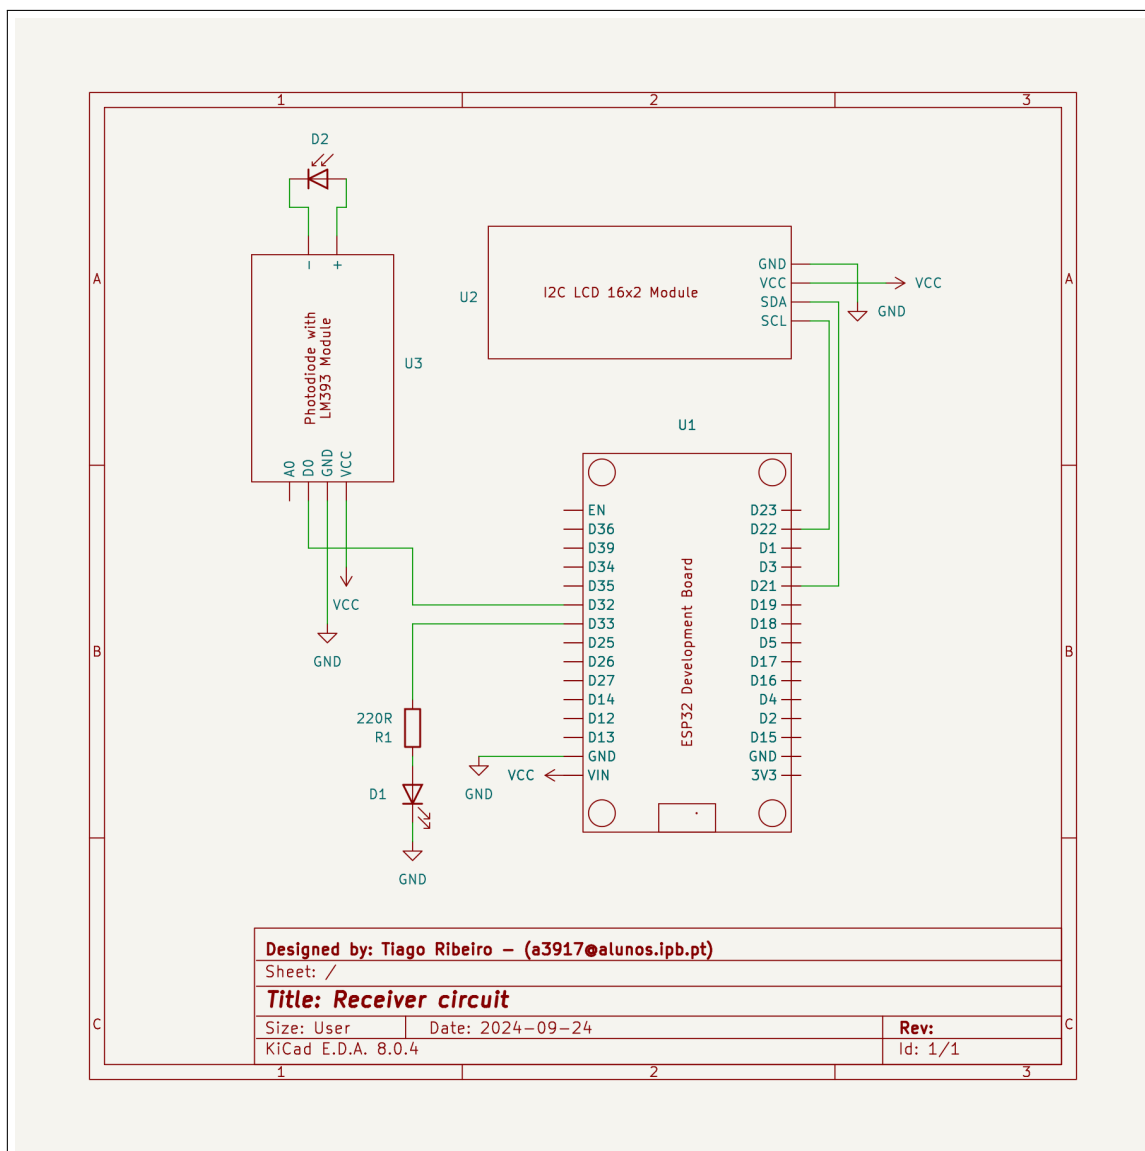 1 2 3
D2
A
A
- +
Photodiode with
LM393 Module
U3
A0 D0 GND VCC
VCC
GND
U2
I2C LCD 16x2 Module
GND
VCC
SDA
SCL
VCC
GND
U1
ESP32 Development Board
EN
D36
D39
D34
D35
D32
D33
D25
D26
D27
D14
D12
D13
GND
VIN
D23
D22
D1
D3
D21
D19
D18
D5
D17
D16
D4
D2
D15
GND
3V3
B
B
220R
R1
D1
GND
GND
VCC
C
C
Designed by: Tiago Ribeiro – (a3917@alunos.ipb.pt)
Sheet: /
Title: Receiver circuit
Size: User Date: 2024–09–24 Rev:
KiCad E.D.A. 8.0.4 Id: 1/1
1 2 3